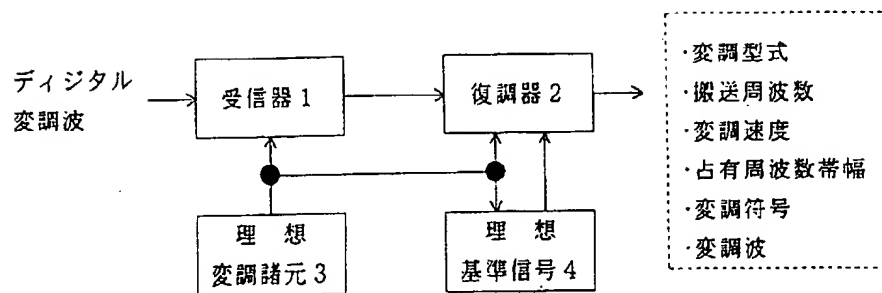 ディジタル
変調波
受信器1
復調器2
理想
変調諸元3
理想
基準信号4
・変調型式
・搬送周波数
・変調速度
・占有周波数帯幅
・変調符号
・変調波